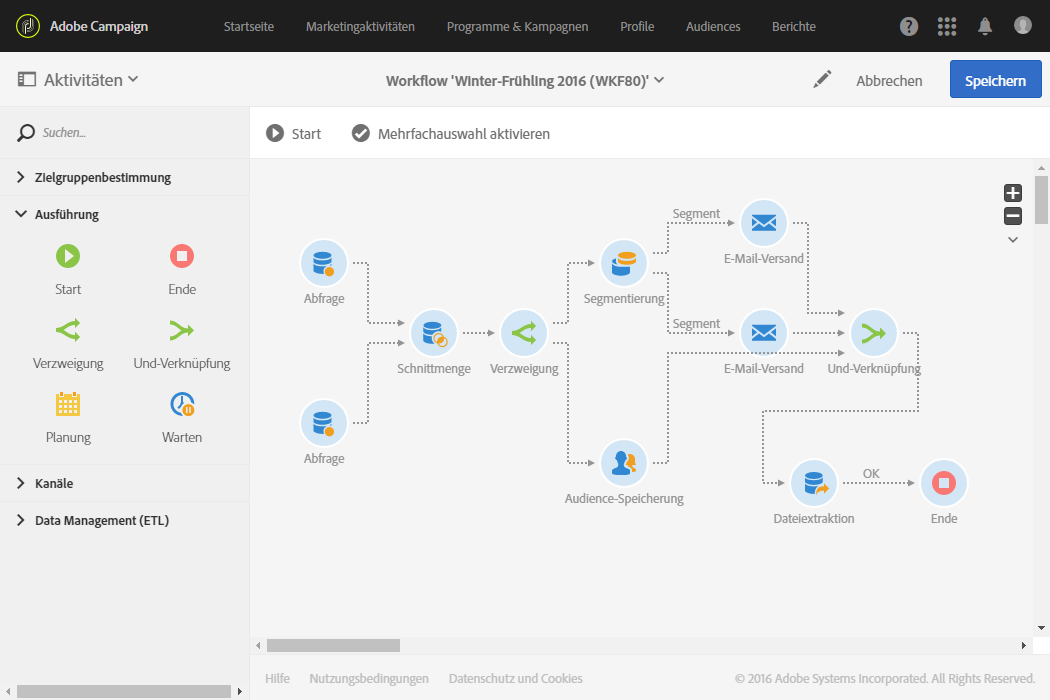 Adobe Campaign
Startseite
Marketingaktivitäten
Programme & Kampagnen
Profile
Audiences
Berichte
Aktivitäten
Workflow 'Winter-Frühling 2016 (WKF80)'
Abbrechen
Speichern
Suchen...
Start
Mehrfachauswahl aktivieren
Zielgruppenbestimmung
Ausführung
Start
Ende
Verzweigung
Und-Verknüpfung
Planung
Warten
Kanäle
Data Management (ETL)
Segment
E-Mail-Versand
Abfrage
Segmentierung
Segment
Schnittmenge
Verzweigung
E-Mail-Versand
Und-Verknüpfung
Abfrage
Audience-Speicherung
OK
Dateiextraktion
Ende
Hilfe
Nutzungsbedingungen
Datenschutz und Cookies
© 2016 Adobe Systems Incorporated. All Rights Reserved.